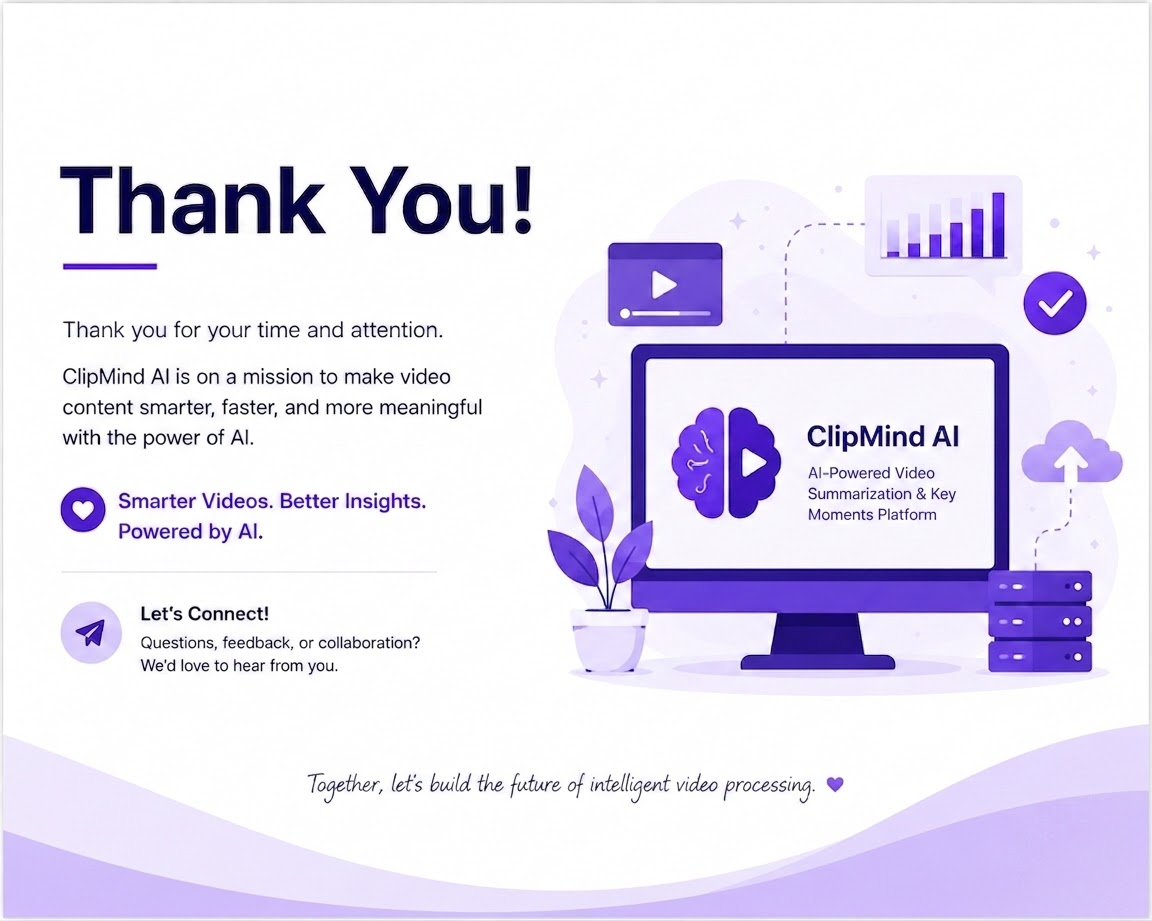 Thank You!
Thank you for your time and attention.
ClipMind AI is on a mission to make video
content smarter, faster, and more meaningful
with the power of AI.
Smarter Videos. Better Insights.
Powered by AI.
Let's Connect!
Questions, feedback, or collaboration?
We'd love to hear from you.
ClipMind AI
AI-Powered Video
Summarization & Key
Moments Platform
Together, let's build the future of intelligent video processing.